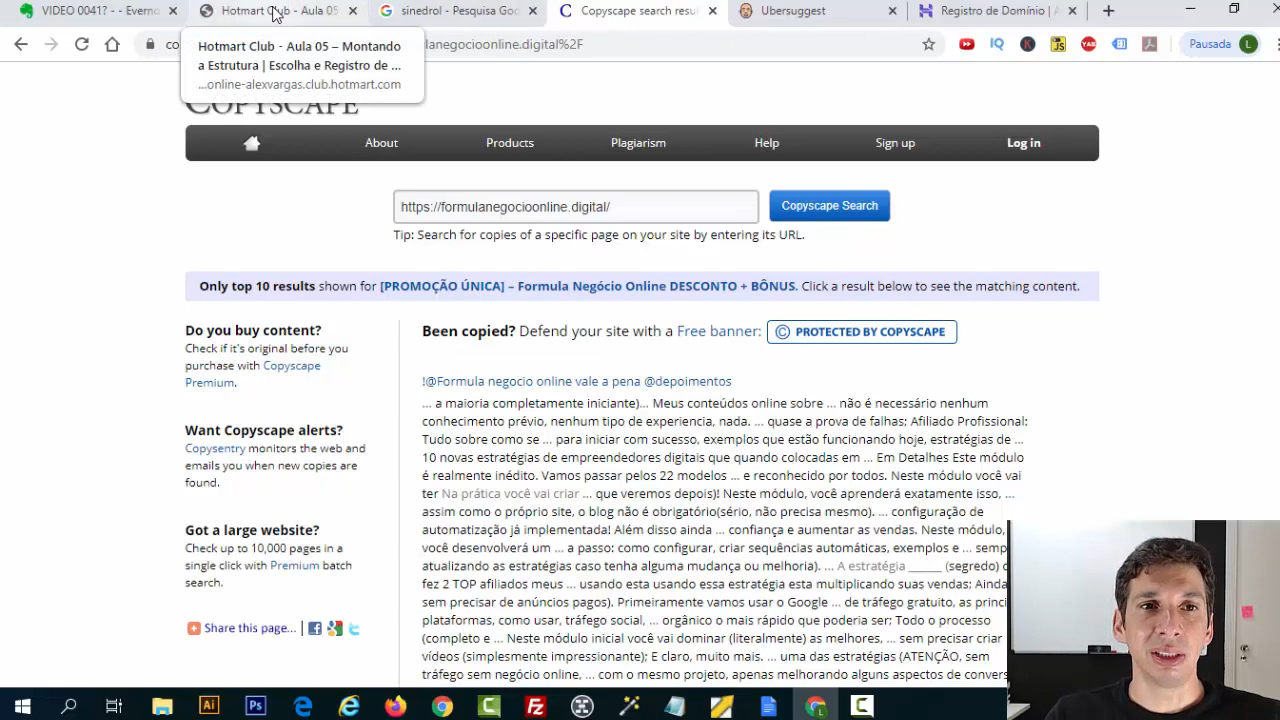 VIDEO 0041? - - Everno
Hotmart Club - Aula 05
sinedrol - Pesquisa Goo
Copyscape search resul
Ubersuggest
Registro de Domínio | A
lanegocioonline.digital%2F
Pausada
L
Hotmart Club - Aula 05 – Montando
a Estrutura | Escolha e Registro de ...
...online-alexvargas.club.hotmart.com
COPYSCAPE
About
Products
Plagiarism
Help
Sign up
Log in
https://formulanegocioonline.digital/
Copyscape Search
Tip: Search for copies of a specific page on your site by entering its URL.
Only top 10 results shown for [PROMOÇÃO ÚNICA] – Formula Negócio Online DESCONTO + BÔNUS. Click a result below to see the matching content.
Do you buy content?
Check if it's original before you
purchase with Copyscape
Premium.
Want Copyscape alerts?
Copysentry monitors the web and
emails you when new copies are
found.
Got a large website?
Check up to 10,000 pages in a
single click with Premium batch
search.
Share this page...
Been copied? Defend your site with a Free banner:
PROTECTED BY COPYSCAPE
!@Formula negocio online vale a pena @depoimentos
... a maioria completamente iniciante)... Meus conteúdos online sobre ... não é necessário nenhum
conhecimento prévio, nenhum tipo de experiencia, nada. ... quase a prova de falhas; Afiliado Profissional:
Tudo sobre como se ... para iniciar com sucesso, exemplos que estão funcionando hoje, estratégias de ...
10 novas estratégias de empreendedores digitais que quando colocadas em ... Em Detalhes Este módulo
é realmente inédito. Vamos passar pelos 22 modelos ... e reconhecido por todos. Neste módulo você vai
ter Na prática você vai criar ... que veremos depois)! Neste módulo, você aprenderá exatamente isso, ...
assim como o próprio site, o blog não é obrigatório(sério, não precisa mesmo). ... configuração de
automatização já implementada! Além disso ainda ... confiança e aumentar as vendas. Neste módulo,
você desenvolverá um ... a passo: como configurar, criar sequências automáticas, exemplos e ... semp
atualizando as estratégias caso tenha alguma mudança ou melhoria). ... A estratégia ______ (segredo) c
fez 2 TOP afiliados meus ... usando esta usando essa estratégia esta multiplicando suas vendas; Ainda
sem precisar de anúncios pagos). Primeiramente vamos usar o Google ... de tráfego gratuito, as princi
plataformas, como usar, tráfego social, ... orgânico o mais rápido que poderia ser; Todo o processo
(completo e ... Neste módulo inicial você vai dominar (literalmente) as melhores, ... sem precisar criar
vídeos (simplesmente impressionante); E claro, muito mais. ... uma das estratégias (ATENÇÃO, sem
tráfego sem negócio online, ... com o mesmo projeto, apenas melhorando alguns aspectos de convers